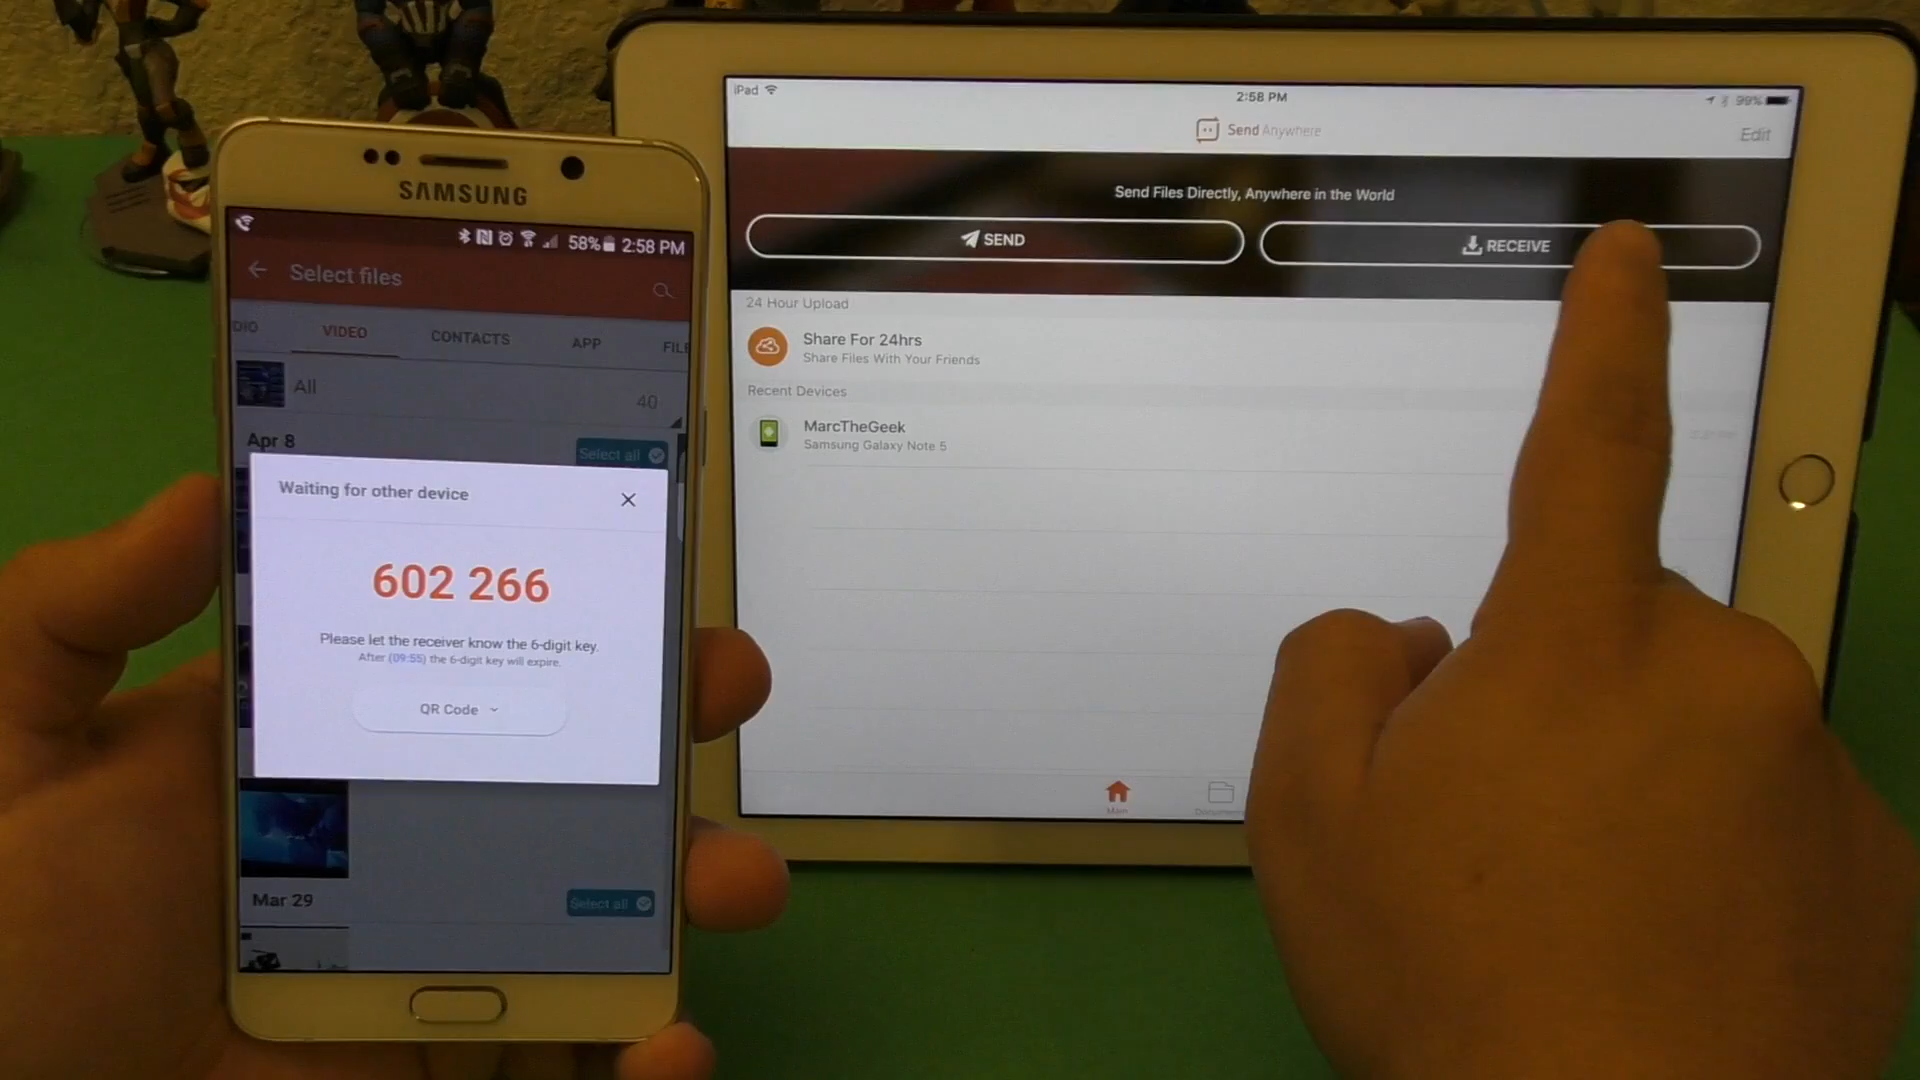 SAMSUNG
58% 2:58 PM
Select files
DIO VIDEO CONTACTS APP FILE
All
40
Apr 8
Select all
Waiting for other device
602 266
Please let the receiver know the 6-digit key.
After (09:55) the 6-digit key will expire.
QR Code
Mar 29
Select all
iPad
2:58 PM
99%
Send Anywhere
Edit
Send Files Directly, Anywhere in the World
SEND
RECEIVE
24 Hour Upload
Share For 24hrs
Share Files With Your Friends
Recent Devices
MarcTheGeek
Samsung Galaxy Note 5
Main